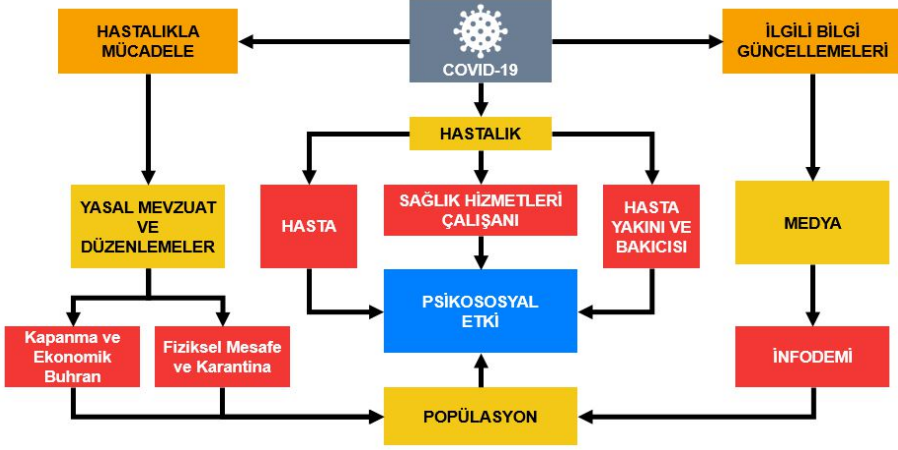 HASTALIKLA
MÜCADELE
COVID-19
İLGİLİ BİLGİ
GÜNCELLEMELERİ
HASTALIK
YASAL MEVZUAT
VE
DÜZENLEMELER
HASTA
SAĞLIK HİZMETLERİ
ÇALIŞANI
HASTA
YAKINI VE
BAKICISI
MEDYA
PSİKOSOSYAL
ETKİ
Kapanma ve
Ekonomik
Buhran
Fiziksel Mesafe
ve Karantina
İNFODEMİ
POPÜLASYON